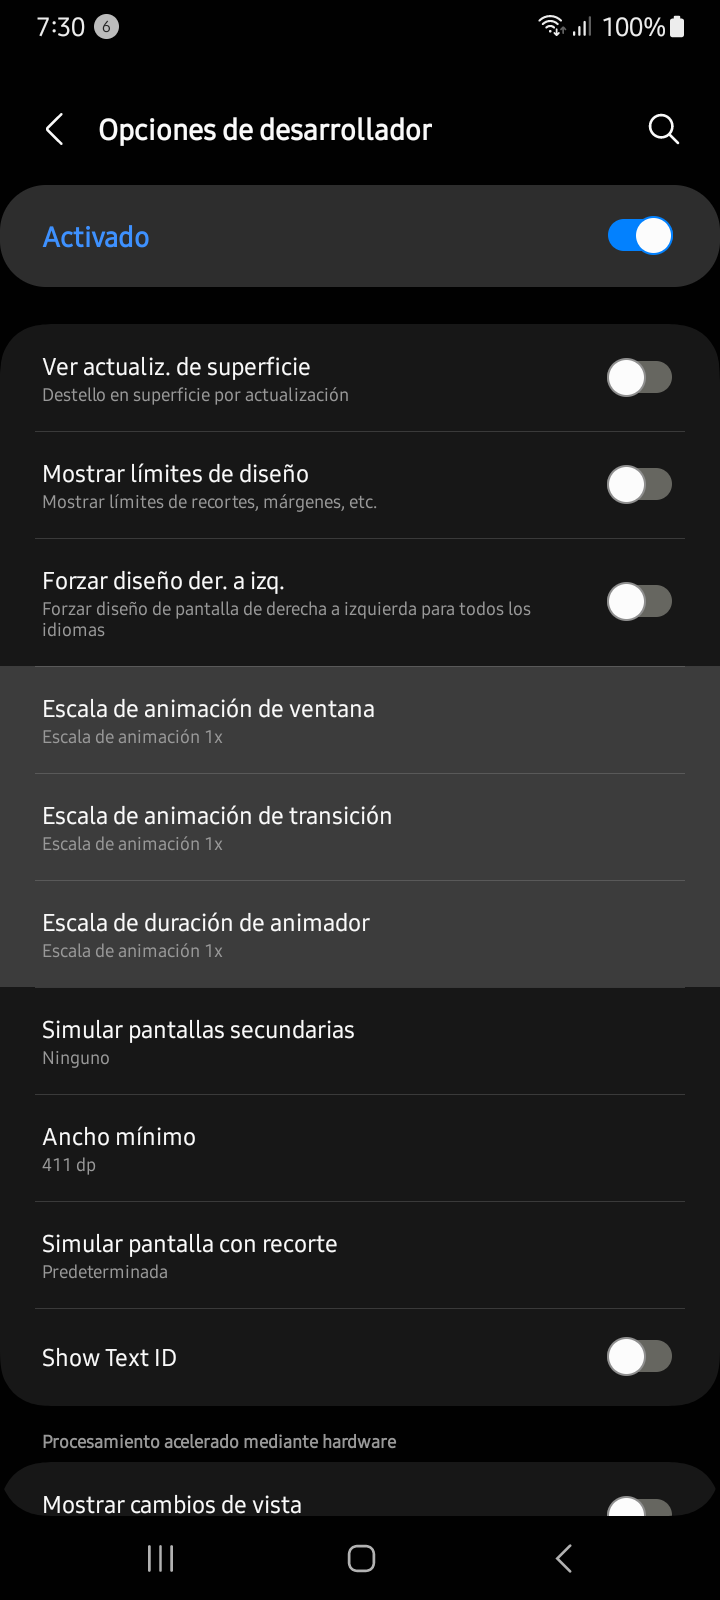 7:30 6 100%
Opciones de desarrollador
Activado
Ver actualiz. de superficie
Destello en superficie por actualización
Mostrar límites de diseño
Mostrar límites de recortes, márgenes, etc.
Forzar diseño der. a izq.
Forzar diseño de pantalla de derecha a izquierda para todos los
idiomas
Escala de animación de ventana
Escala de animación 1x
Escala de animación de transición
Escala de animación 1x
Escala de duración de animador
Escala de animación 1x
Simular pantallas secundarias
Ninguno
Ancho mínimo
411 dp
Simular pantalla con recorte
Predeterminada
Show Text ID
Procesamiento acelerado mediante hardware
Mostrar cambios de vista